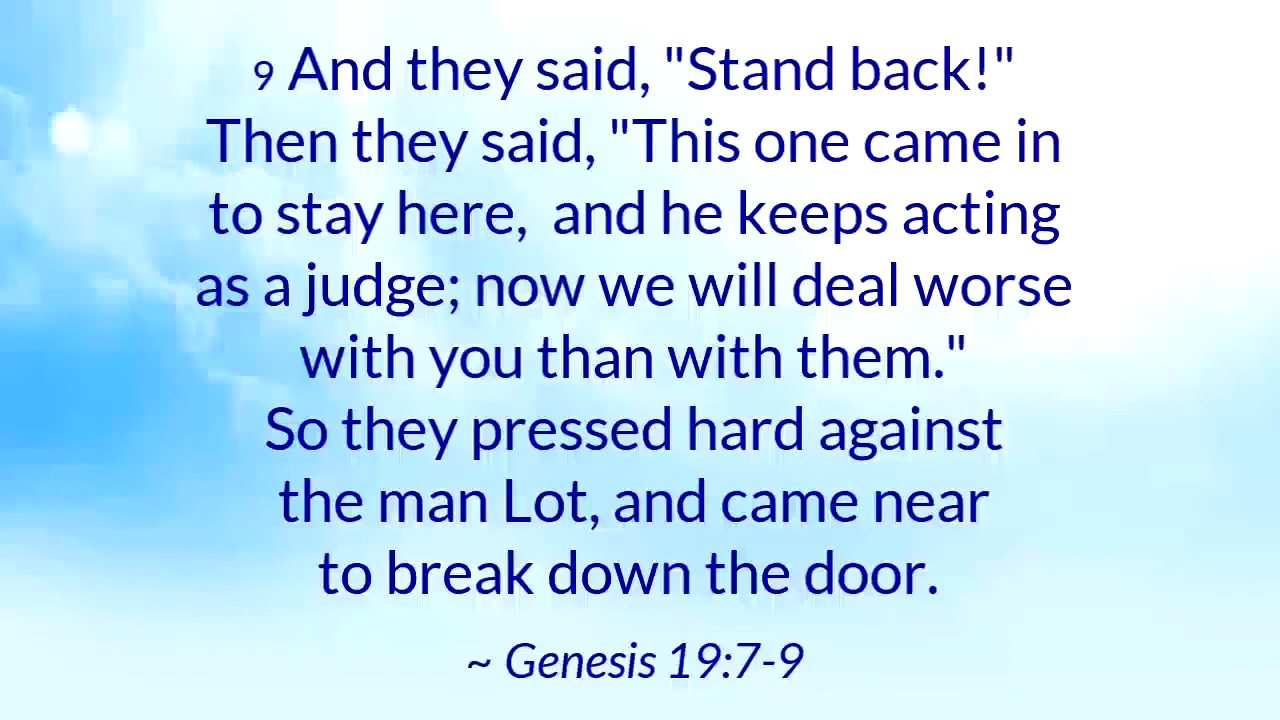 9 And they said, "Stand back!"
Then they said, "This one came in
to stay here,  and he keeps acting
as a judge; now we will deal worse
with you than with them."
So they pressed hard against
the man Lot, and came near
to break down the door.
~ Genesis 19:7-9